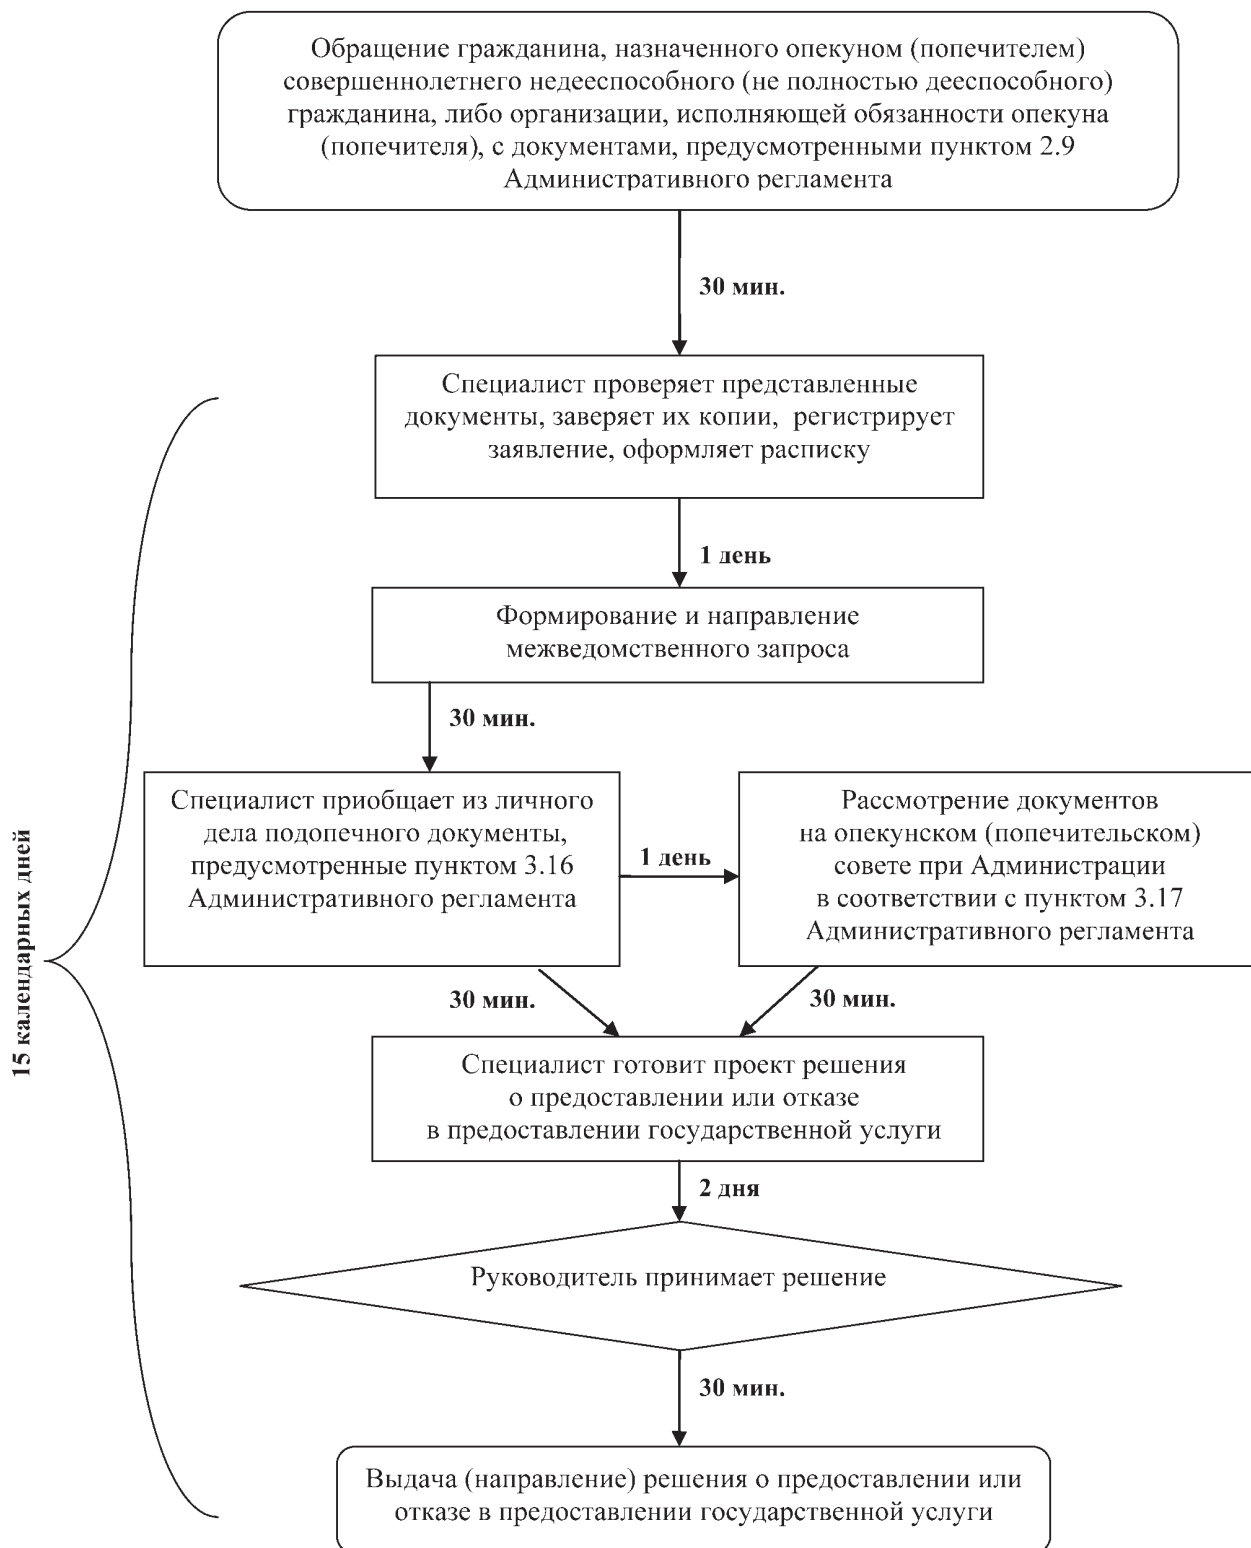 Обращение гражданина, назначенного опекуном (попечителем)
совершеннолетнего недееспособного (не полностью дееспособного)
гражданина, либо организации, исполняющей обязанности опекуна
(попечителя), с документами, предусмотренными пунктом 2.9
Административного регламента
30 мин.
Специалист проверяет представленные
документы, заверяет их копии, регистрирует
заявление, оформляет расписку
1 день
Формирование и направление
межведомственного запроса
30 мин.
Специалист приобщает из личного
дела подопечного документы,
предусмотренные пунктом 3.16
Административного регламента
1 день
Рассмотрение документов
на опекунском (попечительском)
совете при Администрации
в соответствии с пунктом 3.17
Административного регламента
30 мин.
30 мин.
Специалист готовит проект решения
о предоставлении или отказе
в предоставлении государственной услуги
2 дня
Руководитель принимает решение
30 мин.
Выдача (направление) решения о предоставлении или
отказе в предоставлении государственной услуги
15 календарных дней